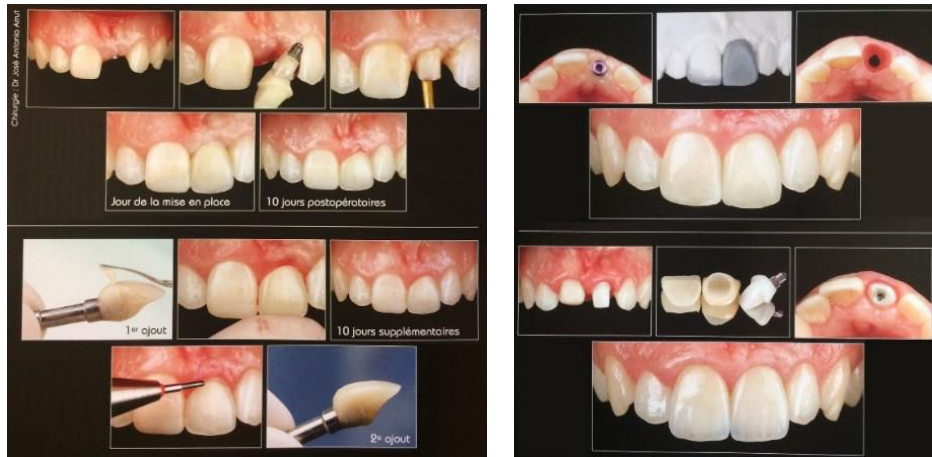 Chirurgie : Dr José Antonio Arrut
Jour de la mise en place
10 jours postopératoires
1er ajout
10 jours supplémentaires
2e ajout